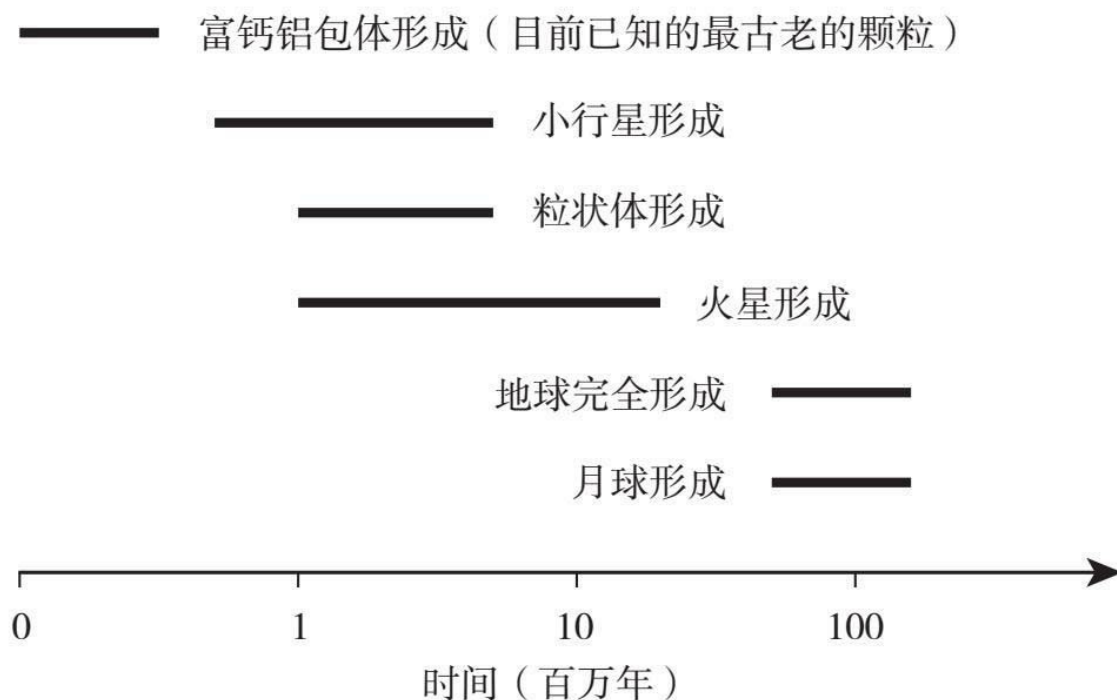 富钙铝包体形成（目前已知的最古老的颗粒）
小行星形成
粒状体形成
火星形成
地球完全形成
月球形成
0 1 10 100
时间（百万年）